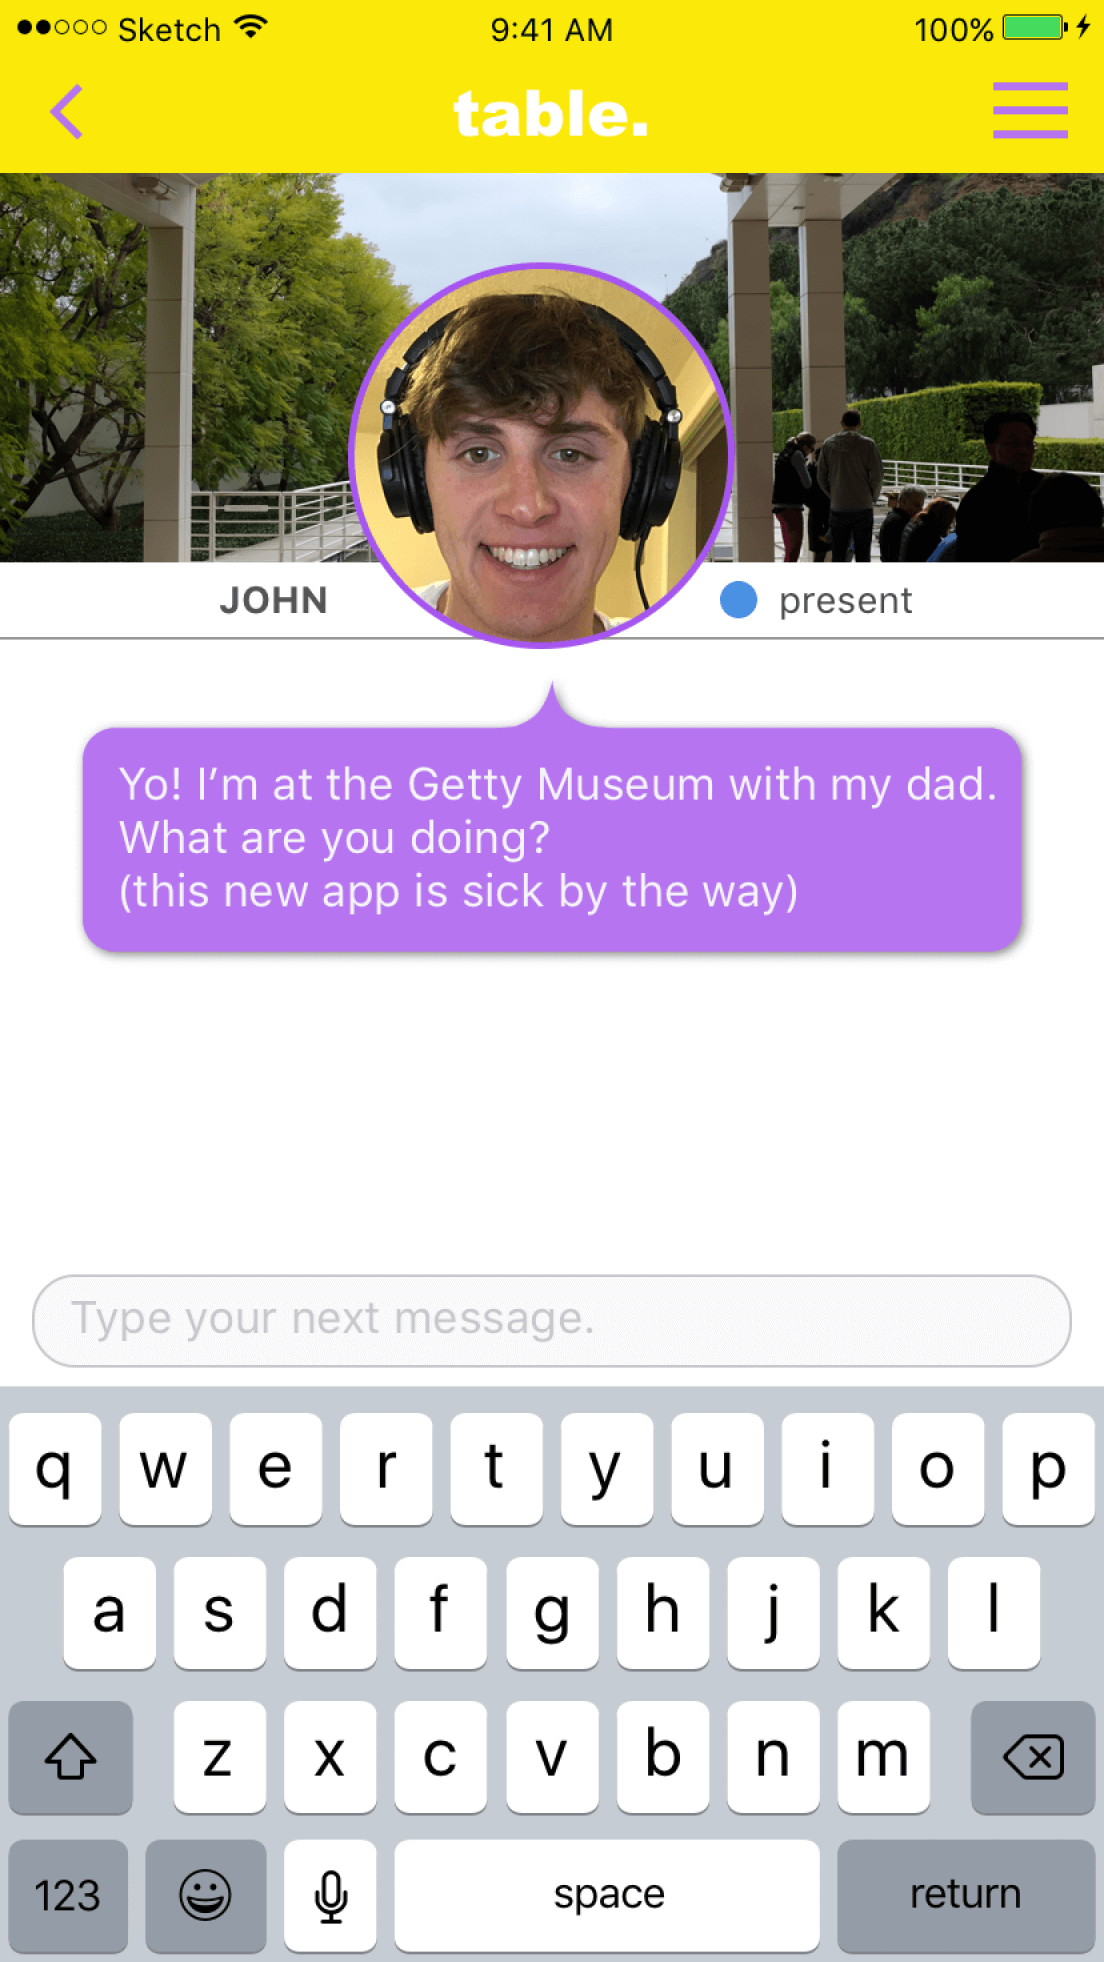 Sketch 9:41 AM 100%
table.
JOHN present
Yo! I’m at the Getty Museum with my dad.
What are you doing?
(this new app is sick by the way)
Type your next message.
q w e r t y u i o p
a s d f g h j k l
z x c v b n m
123 space return